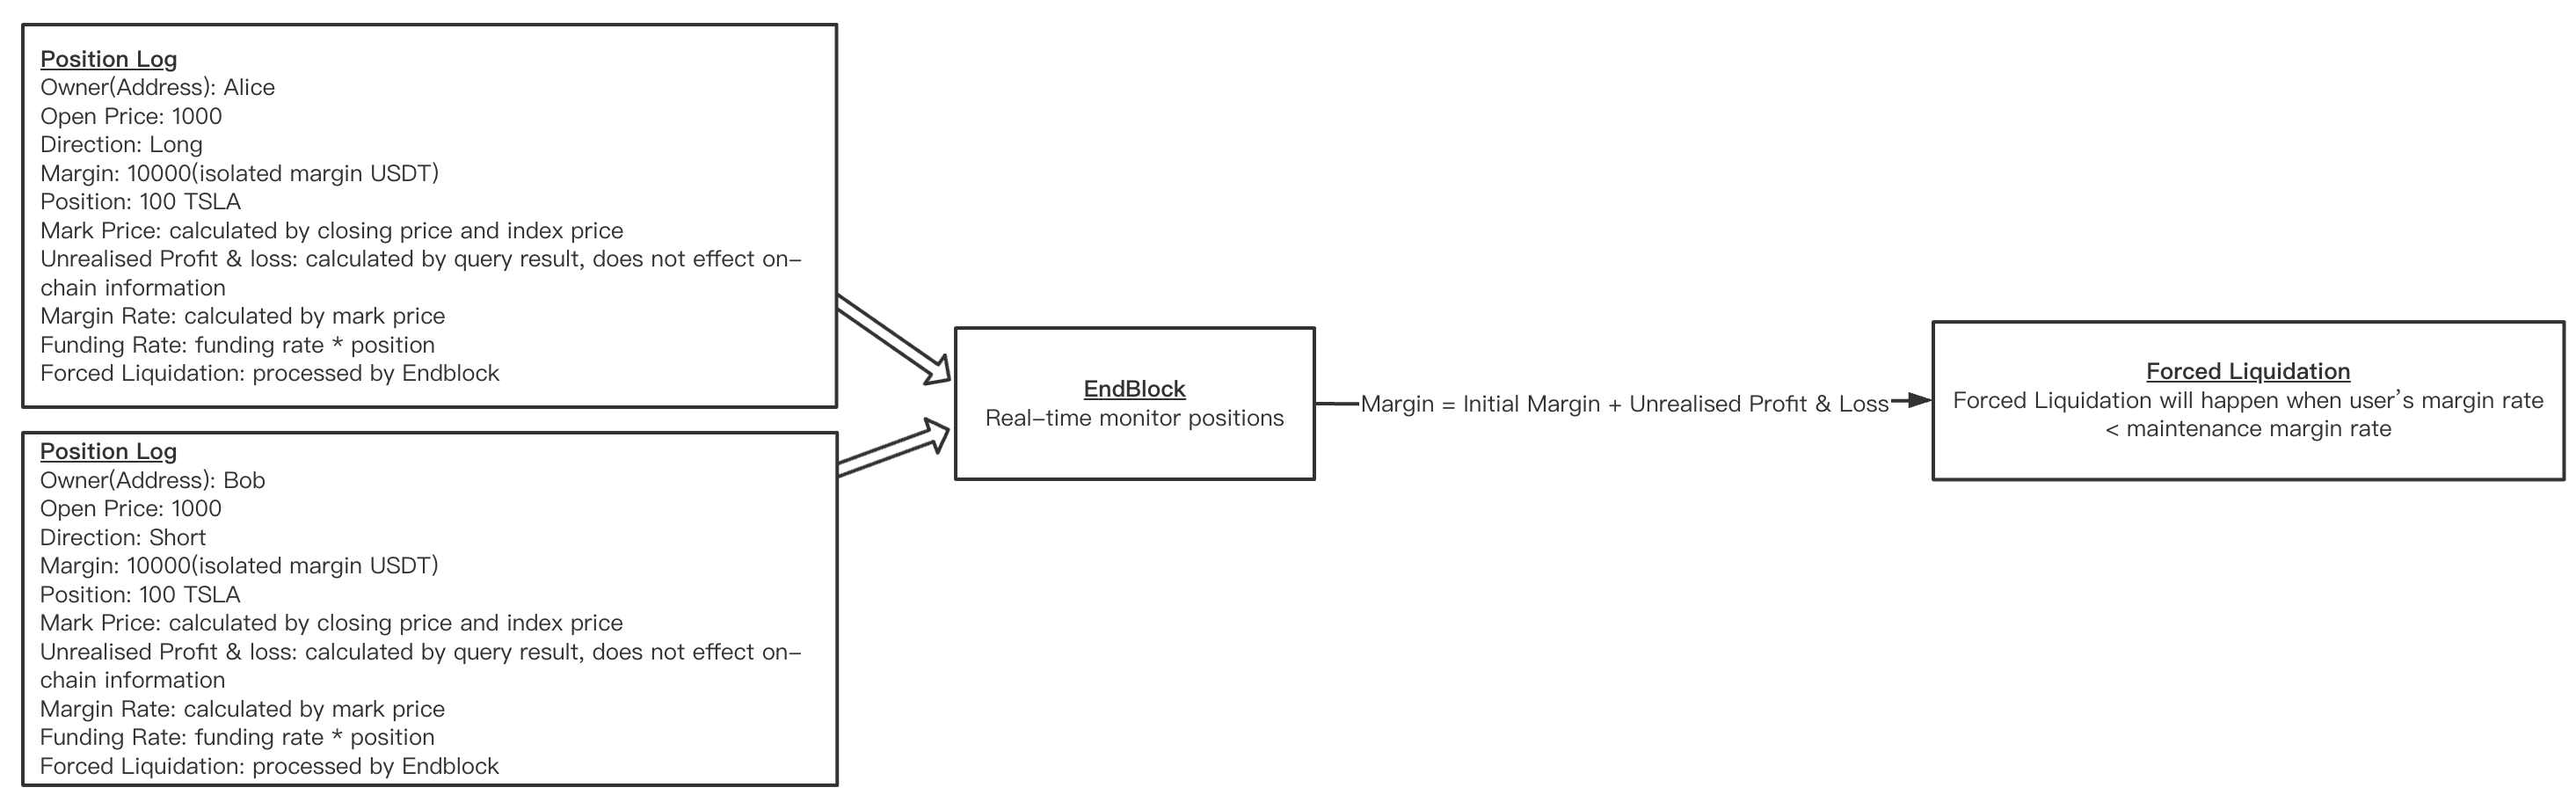 Position Log
Owner(Address): Alice
Open Price: 1000
Direction: Long
Margin: 10000(isolated margin USDT)
Position: 100 TSLA
Mark Price: calculated by closing price and index price
Unrealised Profit & loss: calculated by query result, does not effect on-
chain information
Margin Rate: calculated by mark price
Funding Rate: funding rate * position
Forced Liquidation: processed by Endblock
Position Log
Owner(Address): Bob
Open Price: 1000
Direction: Short
Margin: 10000(isolated margin USDT)
Position: 100 TSLA
Mark Price: calculated by closing price and index price
Unrealised Profit & loss: calculated by query result, does not effect on-
chain information
Margin Rate: calculated by mark price
Funding Rate: funding rate * position
Forced Liquidation: processed by Endblock
EndBlock
Real-time monitor positions
Margin = Initial Margin + Unrealised Profit & Loss
Forced Liquidation
Forced Liquidation will happen when user's margin rate
< maintenance margin rate